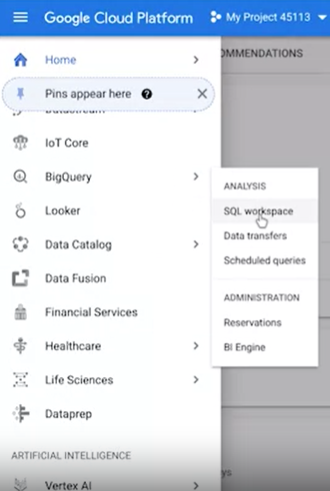 Google Cloud Platform
My Project 45113
Home
OMMENDATIONS
Pins appear here
Datastream
IoT Core
BigQuery
ANALYSIS
Looker
SQL workspace
Data Catalog
Data transfers
Scheduled queries
Data Fusion
ADMINISTRATION
Financial Services
Reservations
Healthcare
BI Engine
Life Sciences
Dataprep
ARTIFICIAL INTELLIGENCE
ys
Vertex AI